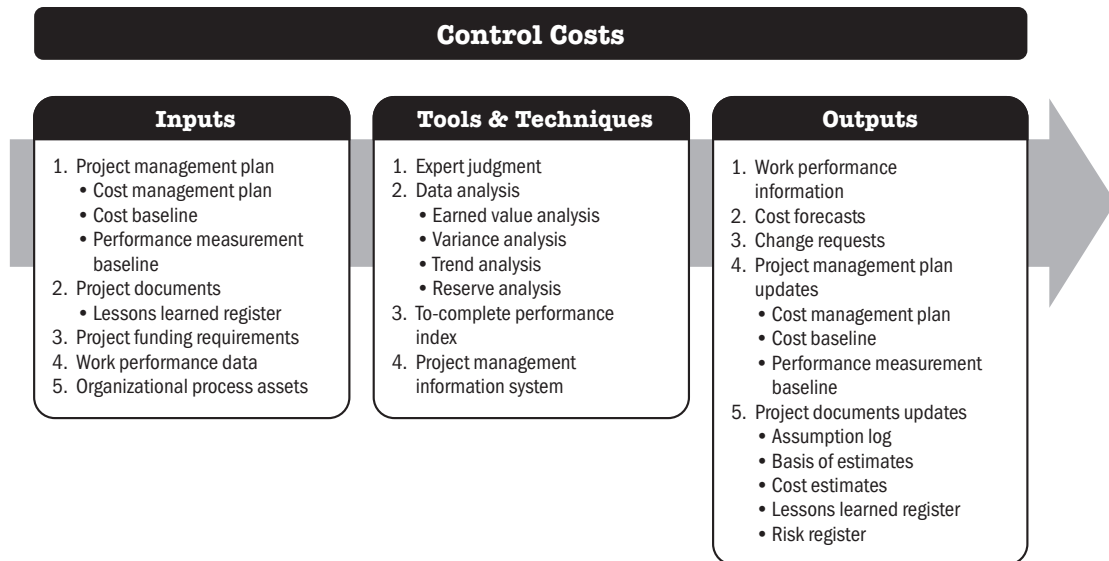 Control Costs
Inputs
1. Project management plan
• Cost management plan
• Cost baseline
• Performance measurement
baseline
2. Project documents
• Lessons learned register
3. Project funding requirements
4. Work performance data
5. Organizational process assets
Tools & Techniques
1. Expert judgment
2. Data analysis
• Earned value analysis
• Variance analysis
• Trend analysis
• Reserve analysis
3. To-complete performance
index
4. Project management
information system
Outputs
1. Work performance
information
2. Cost forecasts
3. Change requests
4. Project management plan
updates
• Cost management plan
• Cost baseline
• Performance measurement
baseline
5. Project documents updates
• Assumption log
• Basis of estimates
• Cost estimates
• Lessons learned register
• Risk register